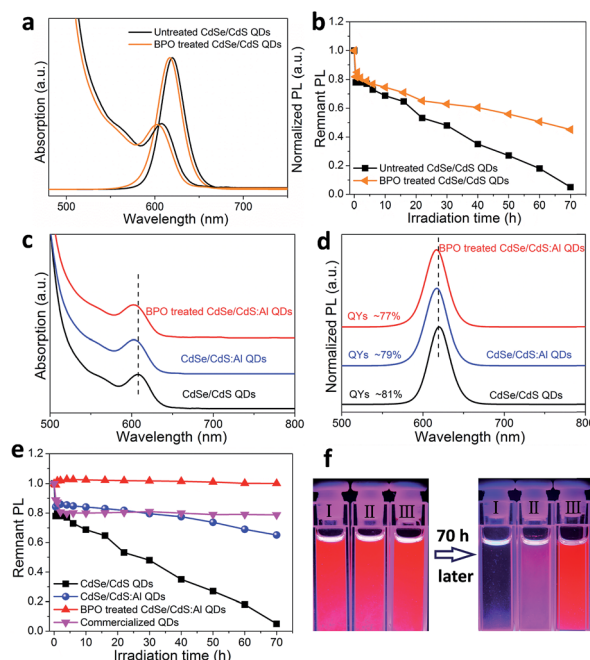 a
Untreated CdSe/CdS QDs
BPO treated CdSe/CdS QDs
Absorption (a.u.)
Normalized PL (a.u.)
500
600
700
Wavelength (nm)
b
1.0
0.8
0.6
0.4
0.2
0.0
Remnant PL
Untreated CdSe/CdS QDs
BPO treated CdSe/CdS QDs
0 10 20 30 40 50 60 70
Irradiation time (h)
c
Absorption (a.u.)
BPO treated CdSe/CdS:Al QDs
CdSe/CdS:Al QDs
CdSe/CdS QDs
500 600 700 800
Wavelength (nm)
d
Normalized PL (a.u.)
BPO treated CdSe/CdS:Al QDs
QYs ~77%
QYs ~79% CdSe/CdS:Al QDs
QYs ~81% CdSe/CdS QDs
500 600 700 800
Wavelength (nm)
e
1.4
1.2
1.0
0.8
0.6
0.4
0.2
0.0
Remnant PL
CdSe/CdS QDs
CdSe/CdS:Al QDs
BPO treated CdSe/CdS:Al QDs
Commercialized QDs
0 10 20 30 40 50 60 70
Irradiation time (h)
f
I II III
70 h
later
I II III